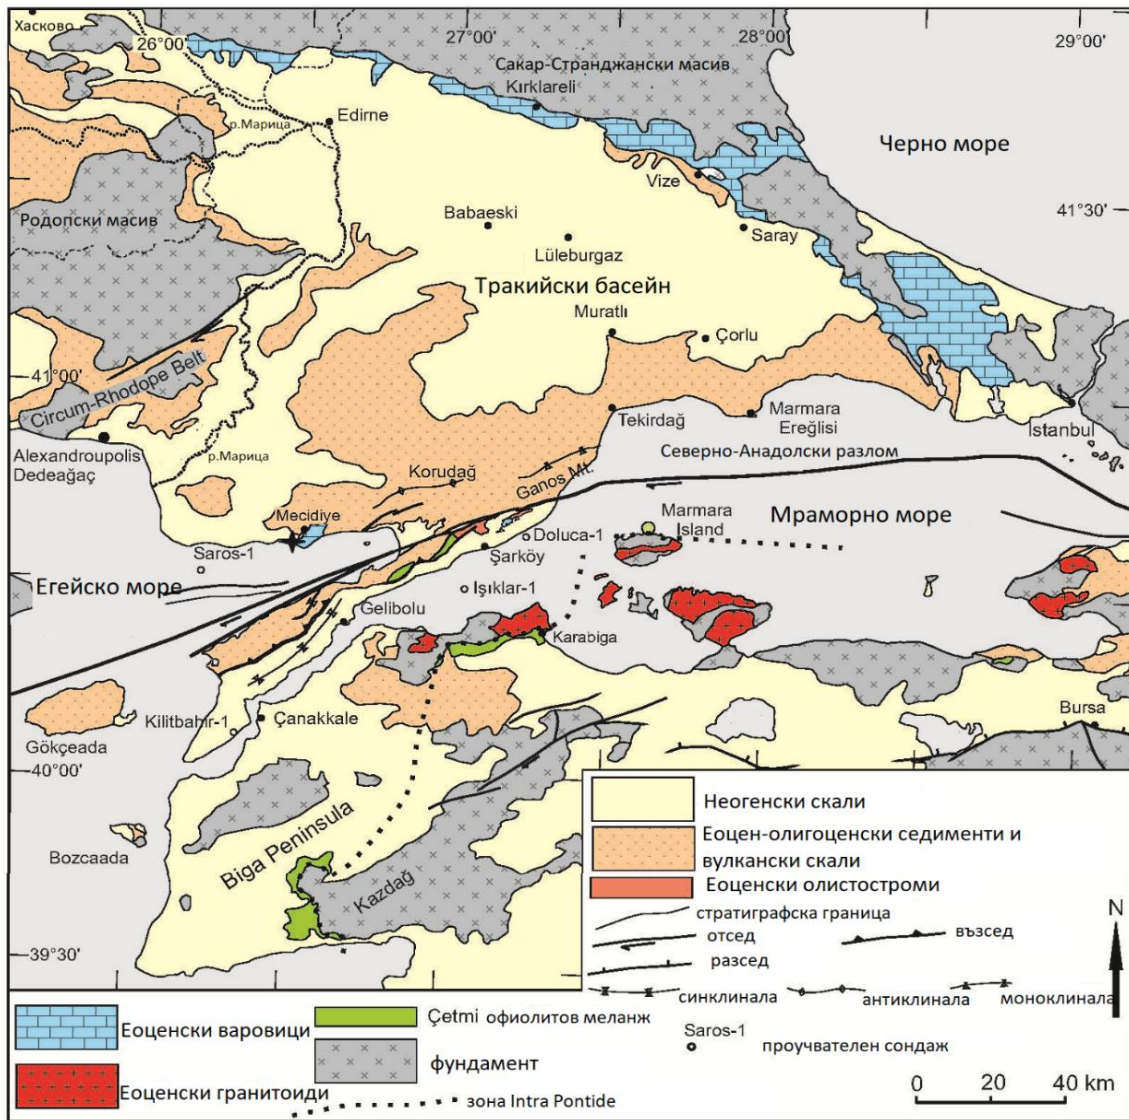 Хасково
26°00'
27°00'
28°00'
29°00'
Сакар-Странджански масив
Kırklareli
р.Марица
Edirne
Черно море
Vize
Родопски масив
Babaeski
41°30'
Saray
Lüleburgaz
Тракийски басейн
Muratlı
Çorlu
41°00'
Circum-Rhodope Belt
Tekirdağ
Marmara
Ereğlisi
Istanbul
Alexandroupolis
Dedeağaç
р.Марица
Korudağ
Ganos Mt.
Северно-Анадолски разлом
Mecidiye
Marmara
Island
Мраморно море
Saros-1
Doluca-1
Şarköy
Егейско море
Işıklar-1
Gelibolu
Karabiga
Kilitbahir-1
Çanakkale
Bursa
Gökçeada
40°00'
Biga Peninsula
Bozcaada
Kazdağ
39°30'
Неогенски скали
Еоцен-олигоценски седименти и
вулкански скали
Еоценски олистостроми
N
стратиграфска граница
отсед
възсед
разсед
синклинала
антиклинала
моноклинала
Saros-1
проучвателен сондаж
Еоценски варовици
Çetmi офиолитов меланж
фундамент
Еоценски гранитоиди
зона Intra Pontide
0 20 40 km